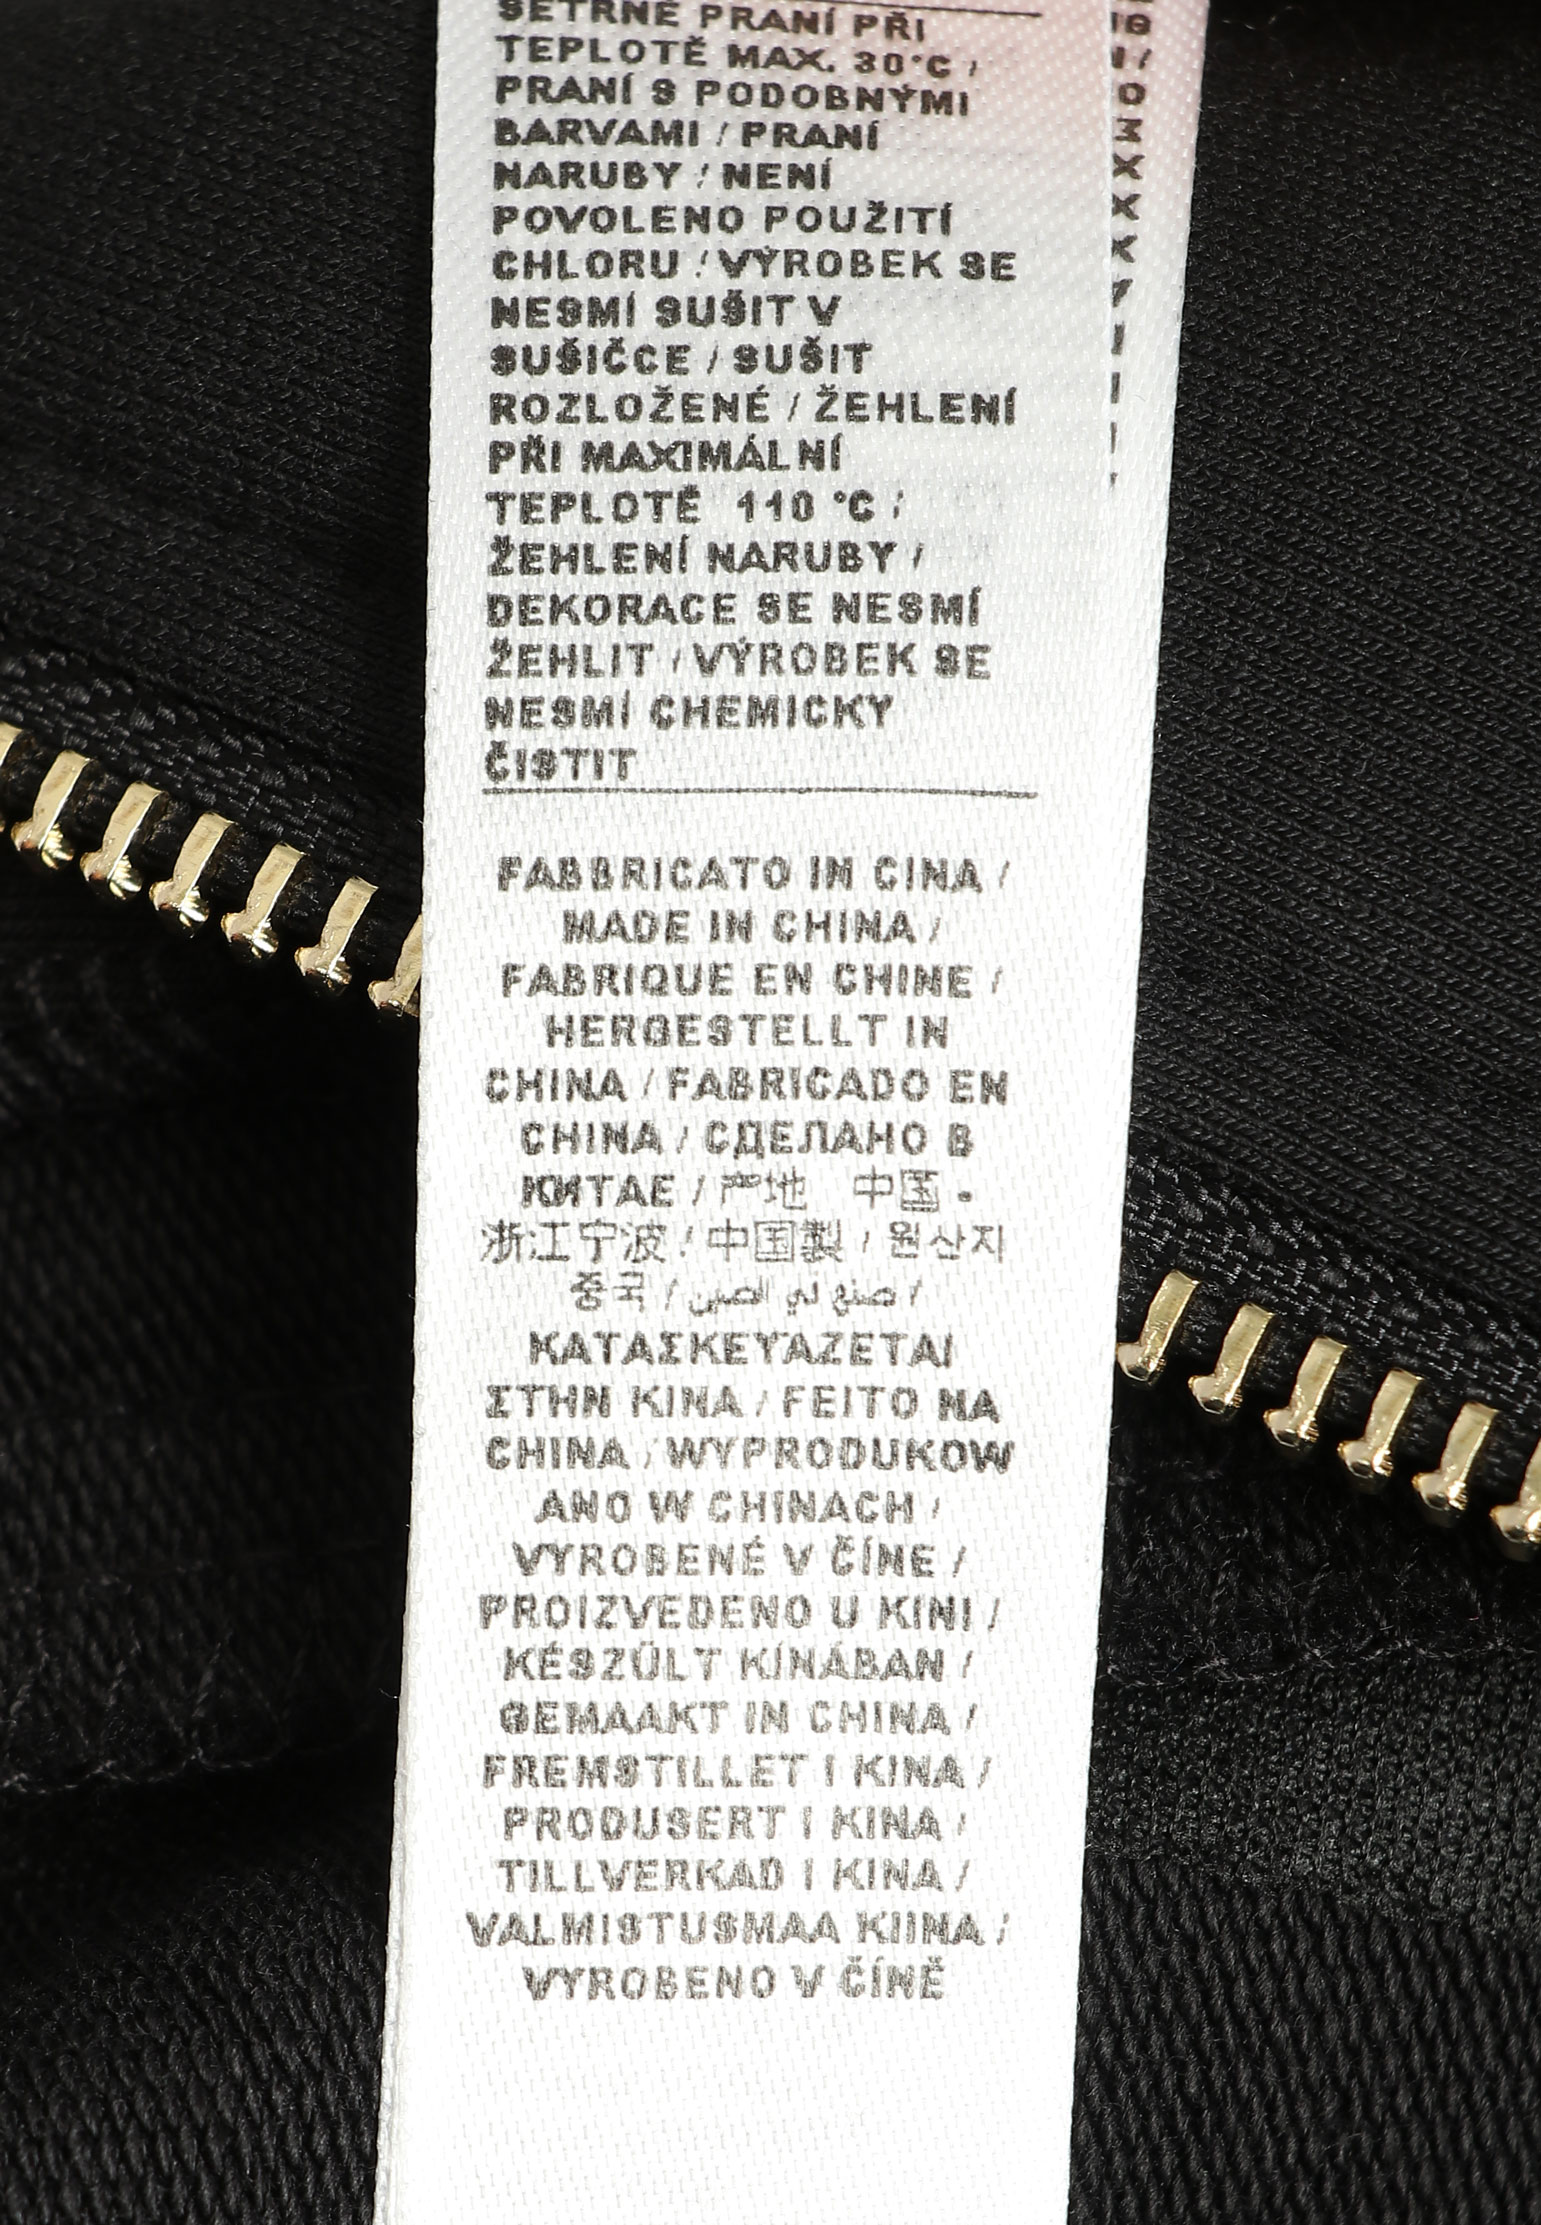 ŠETRNÉ PRANÍ PŘI
TEPLOTĚ MAX. 30°C /
PRANÍ S PODOBNÝMI
BARVAMI / PRANÍ
NARUBY / NENÍ
POVOLENO POUŽITÍ
CHLORU / VÝROBEK SE
NESMÍ SUŠIT V
SUŠIČCE / SUŠIT
ROZLOŽENÉ / ŽEHLENÍ
PŘI MAXIMÁLNÍ
TEPLOTĚ 110 °C /
ŽEHLENÍ NARUBY /
DEKORACE SE NESMÍ
ŽEHLIT / VÝROBEK SE
NESMÍ CHEMICKY
ČISTIT
FABBRICATO IN CINA /
MADE IN CHINA /
FABRIQUE EN CHINE /
HERGESTELLT IN
CHINA / FABRICADO EN
CHINA / СДЕЛАНО В
КИТАЕ / 产地 中国 •
浙江宁波 / 中国製 / 원산지
중국 / صنع في الصين /
ΚΑΤΑΣΚΕΥΑΖΕΤΑΙ
ΣΤΗΝ ΚΙΝΑ / FEITO NA
CHINA / WYPRODUKOW
ANO W CHINACH /
VYROBENÉ V ČÍNE /
PROIZVEDENO U KINI /
KÉSZÜLT KÍNÁBAN /
GEMAAKT IN CHINA /
FREMSTILLET I KINA /
PRODUSERT I KINA /
TILLVERKAD I KINA /
VALMISTUSMAA KIINA /
VYROBENO V ČÍNĚ